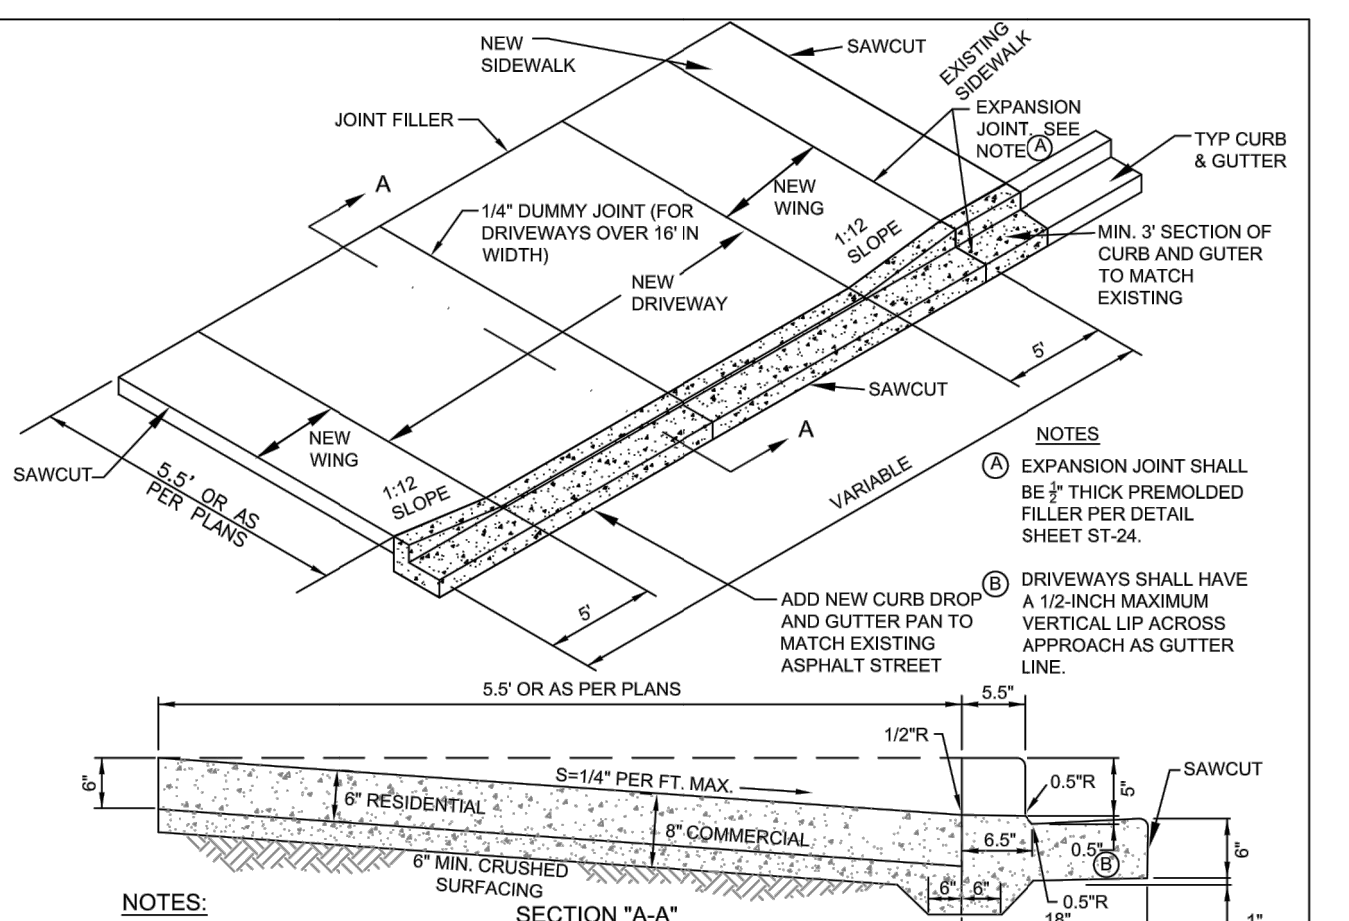 NEW
SIDEWALK
SAWCUT
EXISTING
SIDEWALK
JOINT FILLER
EXPANSION
JOINT. SEE
NOTE A
TYP CURB
& GUTTER
A
1/4" DUMMY JOINT (FOR
DRIVEWAYS OVER 16' IN
WIDTH)
NEW
WING
1:12
SLOPE
MIN. 3' SECTION OF
CURB AND GUTER
TO MATCH
EXISTING
NEW
DRIVEWAY
5'
SAWCUT
A
NEW
WING
SAWCUT
5.5' OR AS
PER PLANS
1:12
SLOPE
VARIABLE
5'
ADD NEW CURB DROP
AND GUTTER PAN TO
MATCH EXISTING
ASPHALT STREET
NOTES
A EXPANSION JOINT SHALL
BE 1/2" THICK PREMOLDED
FILLER PER DETAIL
SHEET ST-24.
B DRIVEWAYS SHALL HAVE
A 1/2-INCH MAXIMUM
VERTICAL LIP ACROSS
APPROACH AS GUTTER
LINE.
5.5' OR AS PER PLANS
5.5"
1/2"R
6"
S=1/4" PER FT. MAX.
0.5"R
5"
SAWCUT
6" RESIDENTIAL
8" COMMERCIAL
6.5"
0.5"
B
6"
6" MIN. CRUSHED
SURFACING
6" 6"
0.5"R
18"
1"
NOTES:
SECTION "A-A"